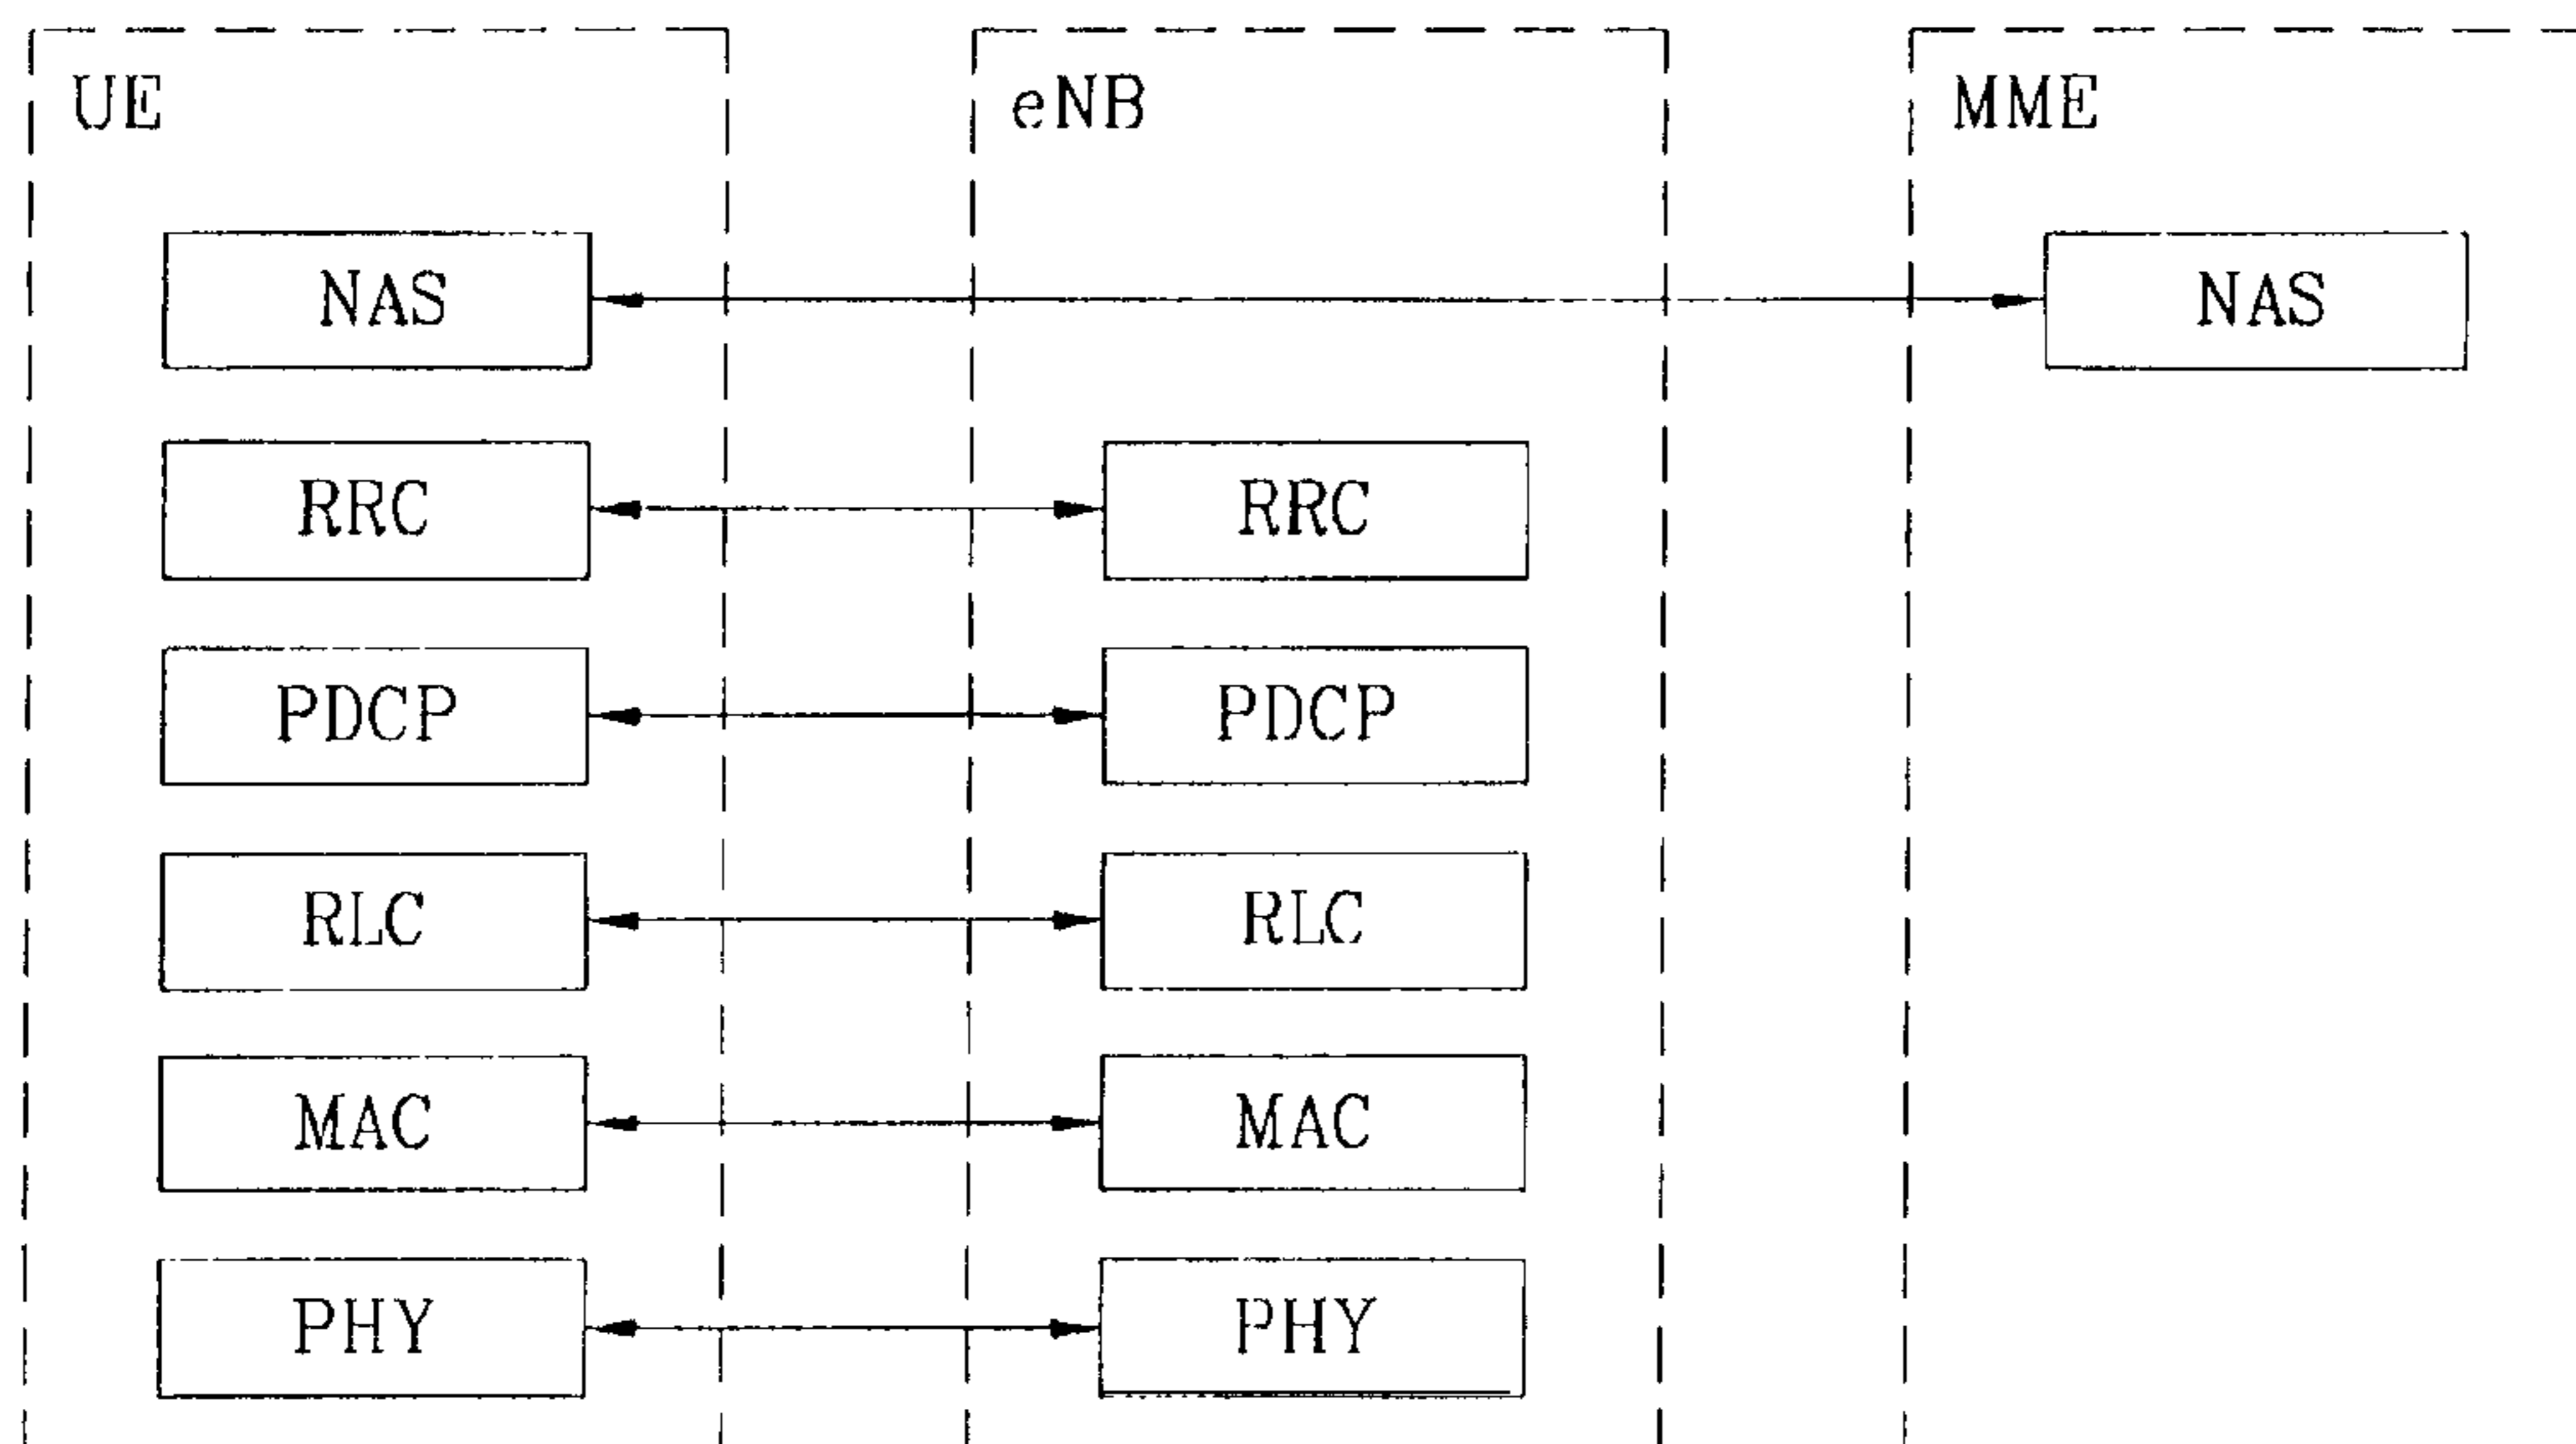 UE eNB MME
NAS NAS
RRC RRC
PDCP PDCP
RLC RLC
MAC MAC
PHY PHY